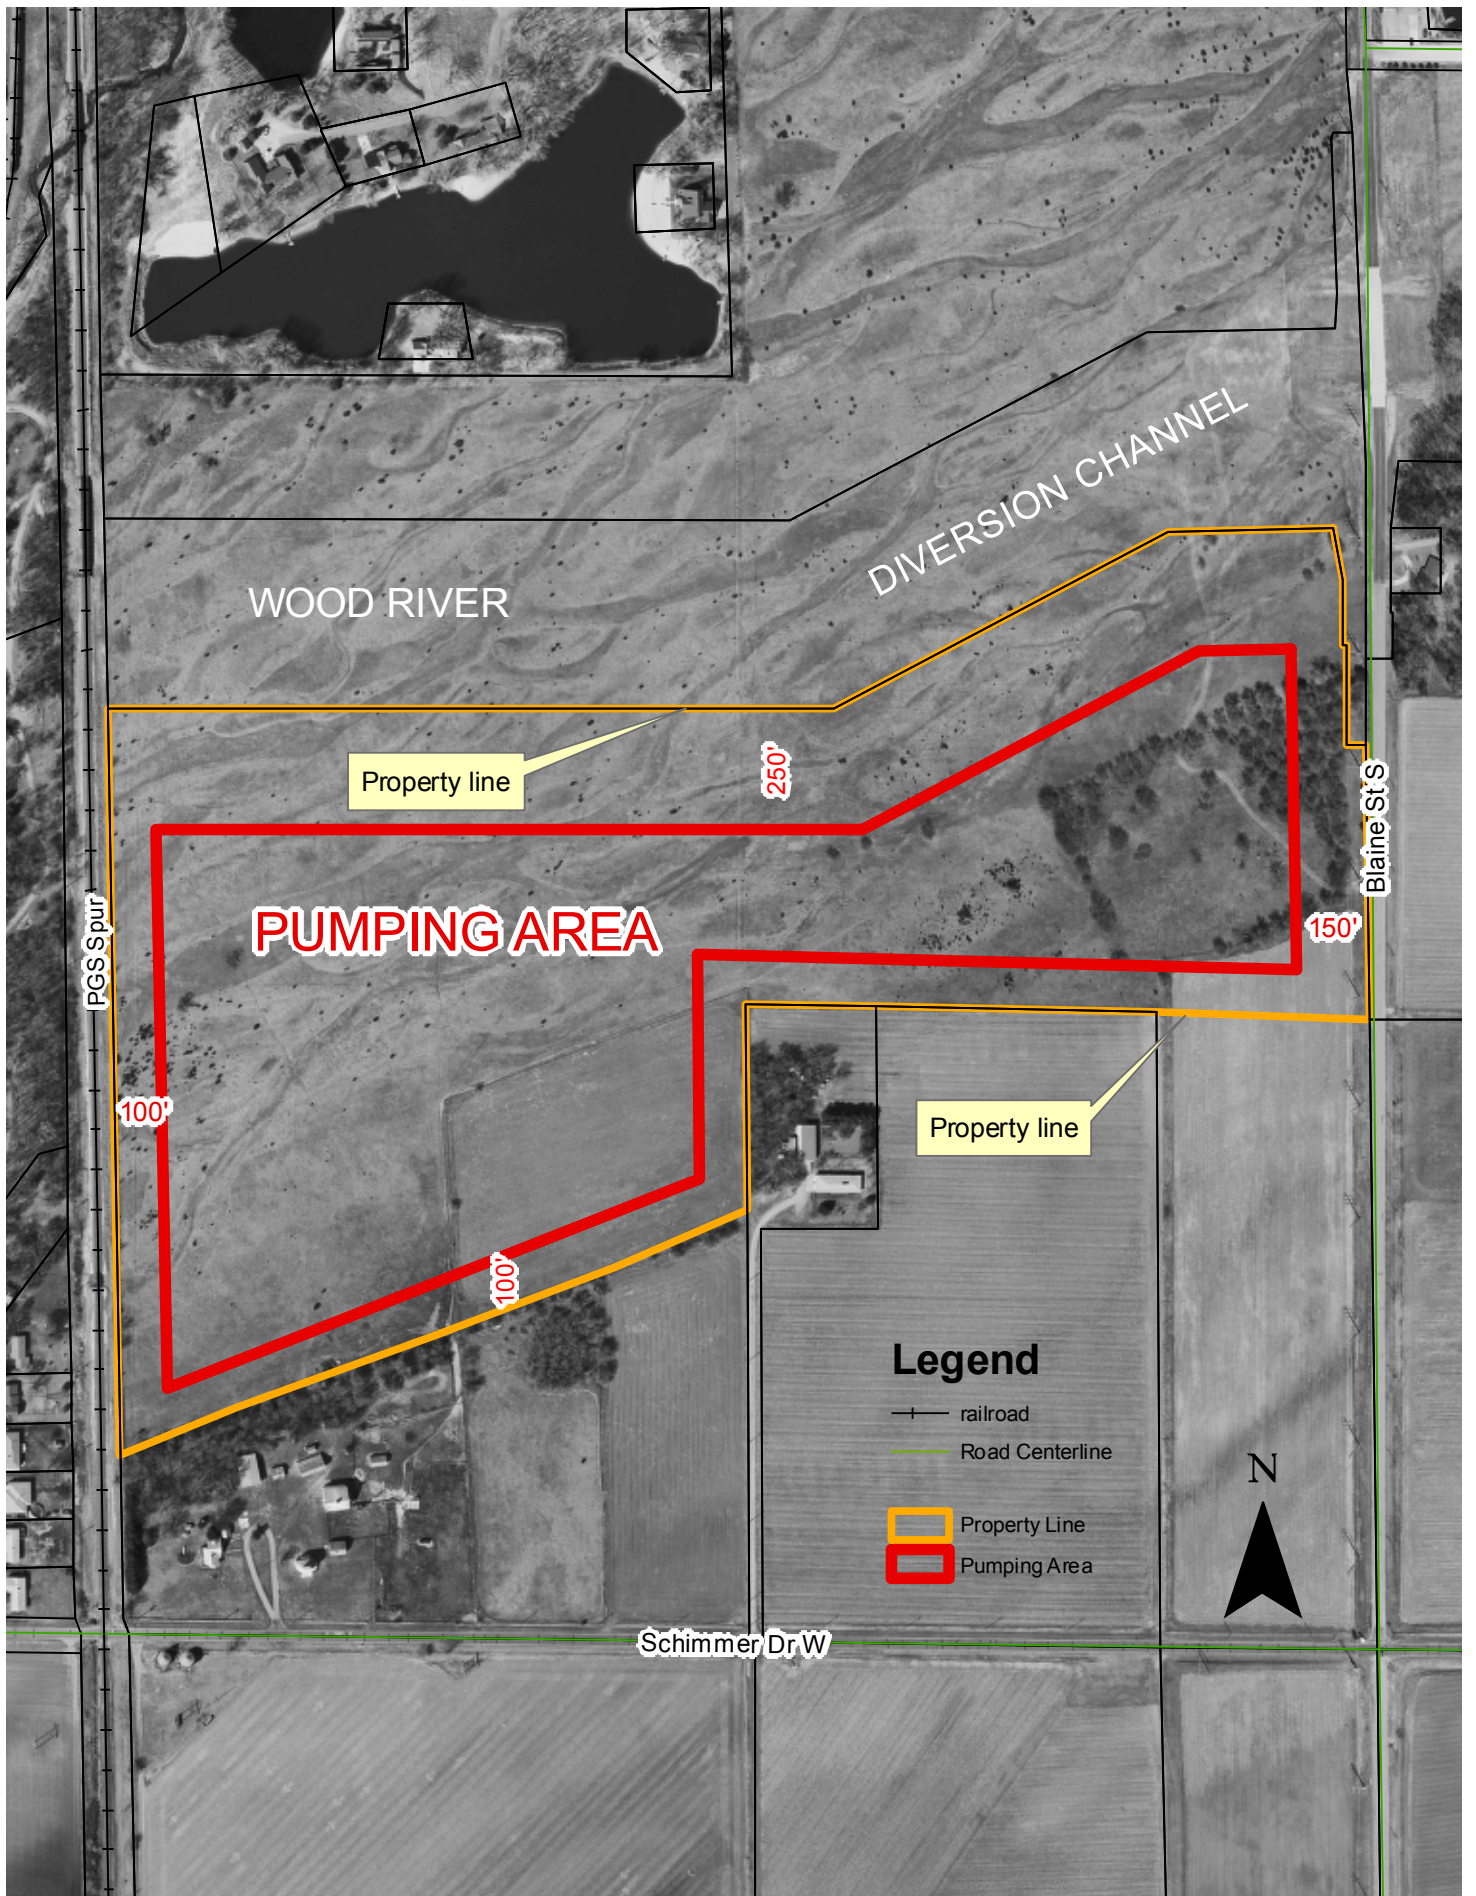 DIVERSION CHANNEL
WOOD RIVER
Property line
250'
Blaine St S
PUMPING AREA
PGS Spur
150'
100'
Property line
100'
Legend
railroad
Road Centerline
N
Property Line
Pumping Area
Schimmer Dr W